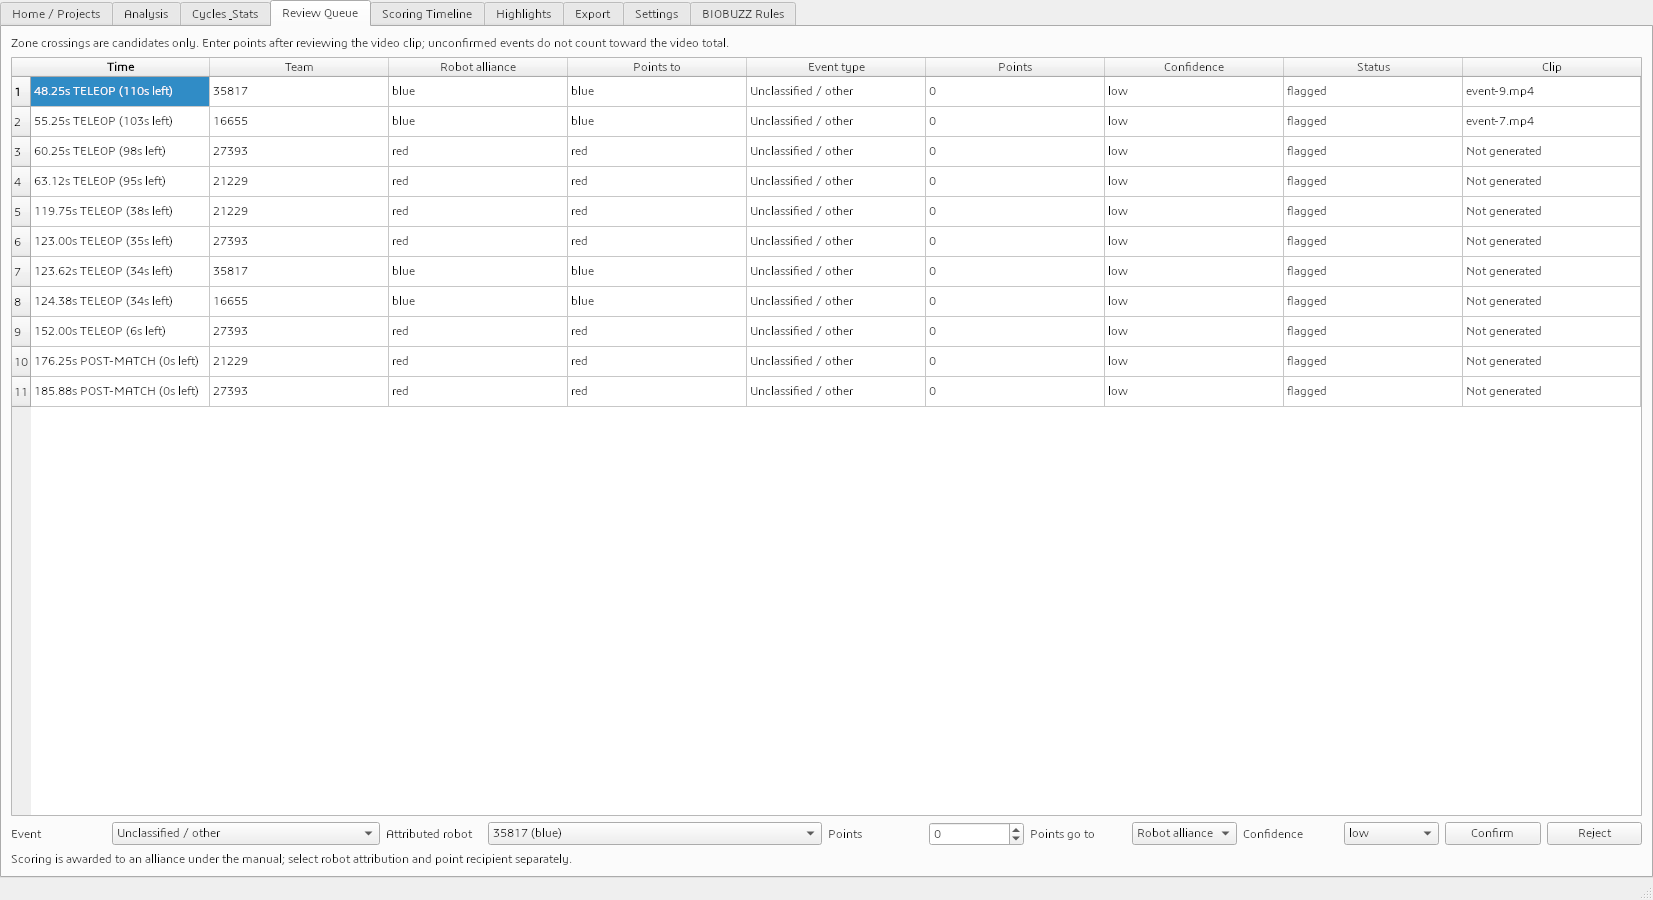 Home / Projects Analysis Cycles _Stats Review Queue Scoring Timeline Highlights Export Settings BIOBUZZ Rules
Zone crossings are candidates only. Enter points after reviewing the video clip; unconfirmed events do not count toward the video total.
Time Team Robot alliance Points to Event type Points Confidence Status Clip
1 48.25s TELEOP (110s left) 35817 blue blue Unclassified / other 0 low flagged event-9.mp4
2 55.25s TELEOP (103s left) 16655 blue blue Unclassified / other 0 low flagged event-7.mp4
3 60.25s TELEOP (98s left) 27393 red red Unclassified / other 0 low flagged Not generated
4 63.12s TELEOP (95s left) 21229 red red Unclassified / other 0 low flagged Not generated
5 119.75s TELEOP (38s left) 21229 red red Unclassified / other 0 low flagged Not generated
6 123.00s TELEOP (35s left) 27393 red red Unclassified / other 0 low flagged Not generated
7 123.62s TELEOP (34s left) 35817 blue blue Unclassified / other 0 low flagged Not generated
8 124.38s TELEOP (34s left) 16655 blue blue Unclassified / other 0 low flagged Not generated
9 152.00s TELEOP (6s left) 27393 red red Unclassified / other 0 low flagged Not generated
10 176.25s POST-MATCH (0s left) 21229 red red Unclassified / other 0 low flagged Not generated
11 185.88s POST-MATCH (0s left) 27393 red red Unclassified / other 0 low flagged Not generated
Event Unclassified / other Attributed robot 35817 (blue) Points 0 Points go to Robot alliance Confidence low Confirm Reject
Scoring is awarded to an alliance under the manual; select robot attribution and point recipient separately.